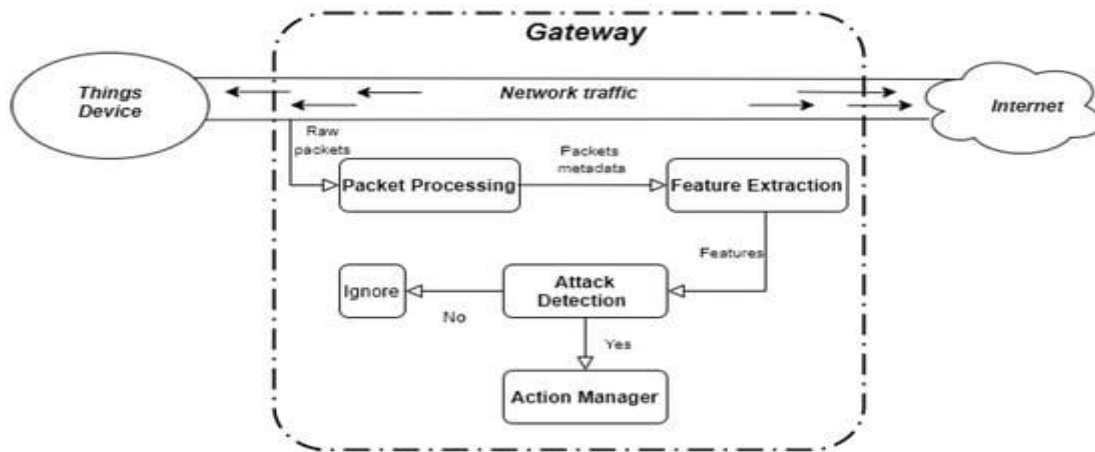 Gateway
Things
Device
Network traffic
Internet
Raw
packets
Packets
metadata
Packet Processing
Feature Extraction
Features
Ignore
Attack
Detection
No
Yes
Action Manager